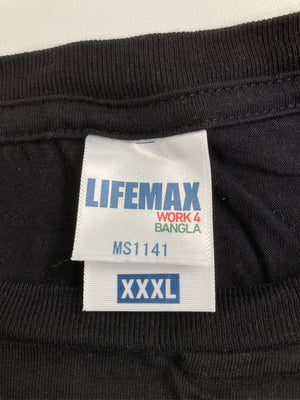 LIFEMAX
WORK 4
BANGLA
MS1141
XXXL